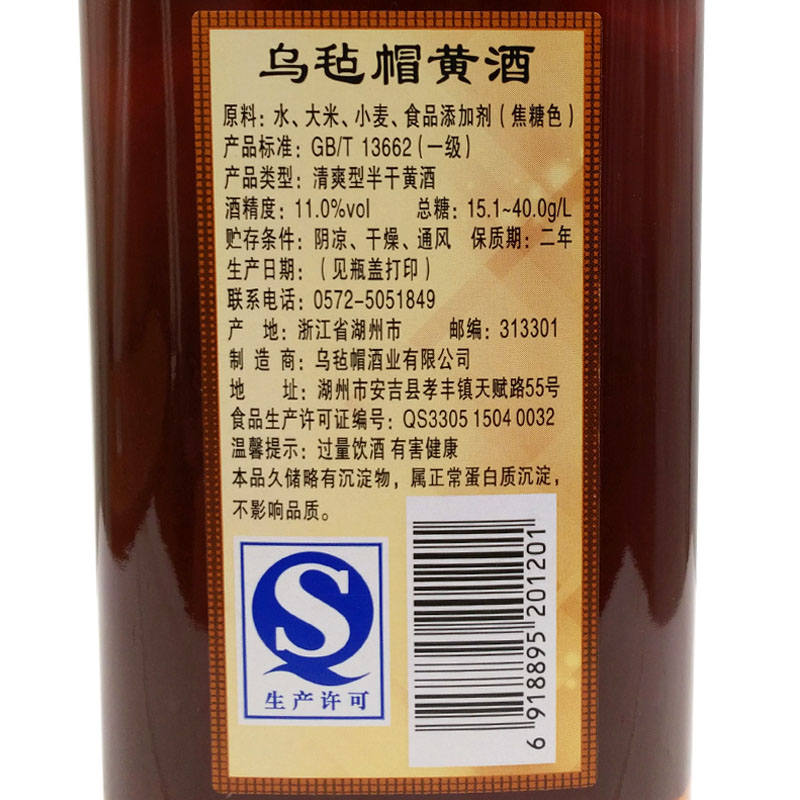 乌毡帽黄酒
原料：水、大米、小麦、食品添加剂（焦糖色）
产品标准：GB/T 13662（一级）
产品类型：清爽型半干黄酒
酒精度：11.0%vol 总糖：15.1~40.0g/L
贮存条件：阴凉、干燥、通风 保质期：二年
生产日期：（见瓶盖打印）
联系电话：0572-5051849
产 地：浙江省湖州市 邮编：313301
制 造 商：乌毡帽酒业有限公司
地 址：湖州市安吉县孝丰镇天赋路55号
食品生产许可证编号：QS3305 1504 0032
温馨提示：过量饮酒 有害健康
本品久储略有沉淀物，属正常蛋白质沉淀，
不影响品质。
QS
生产许可
6 918895 201201